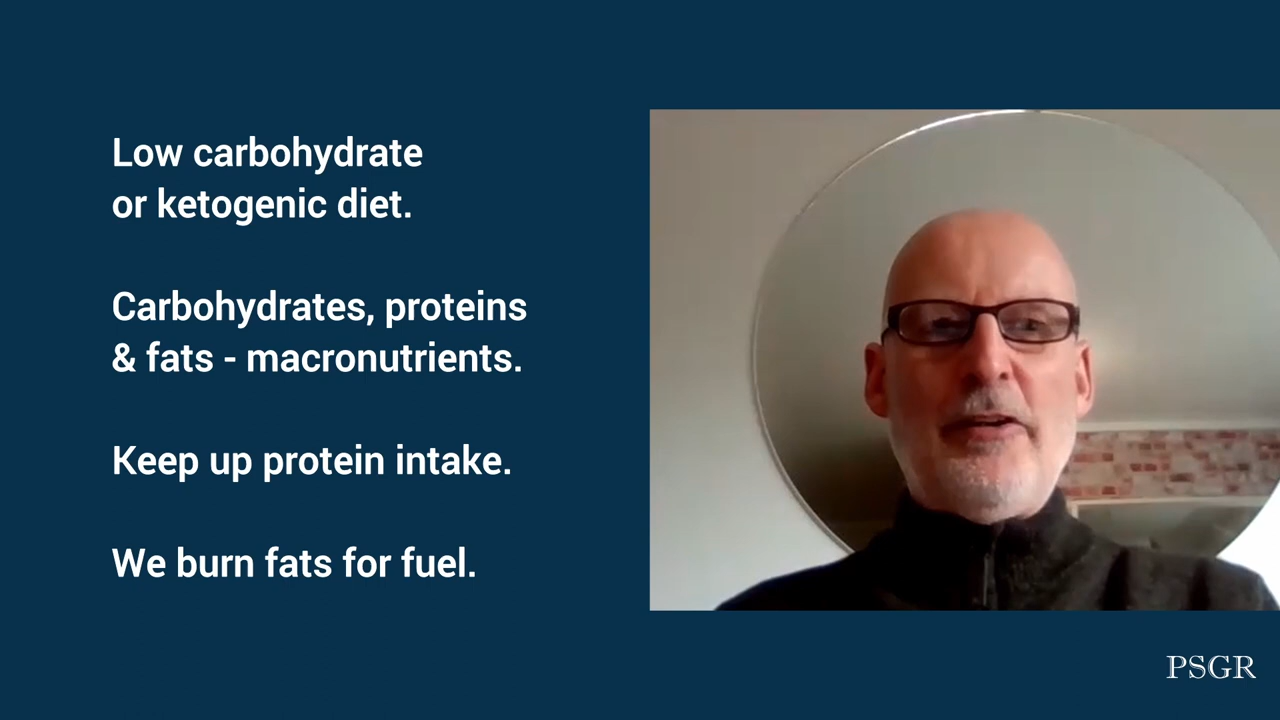 Low carbohydrate
or ketogenic diet.
Carbohydrates, proteins
& fats - macronutrients.
Keep up protein intake.
We burn fats for fuel.
PSGR